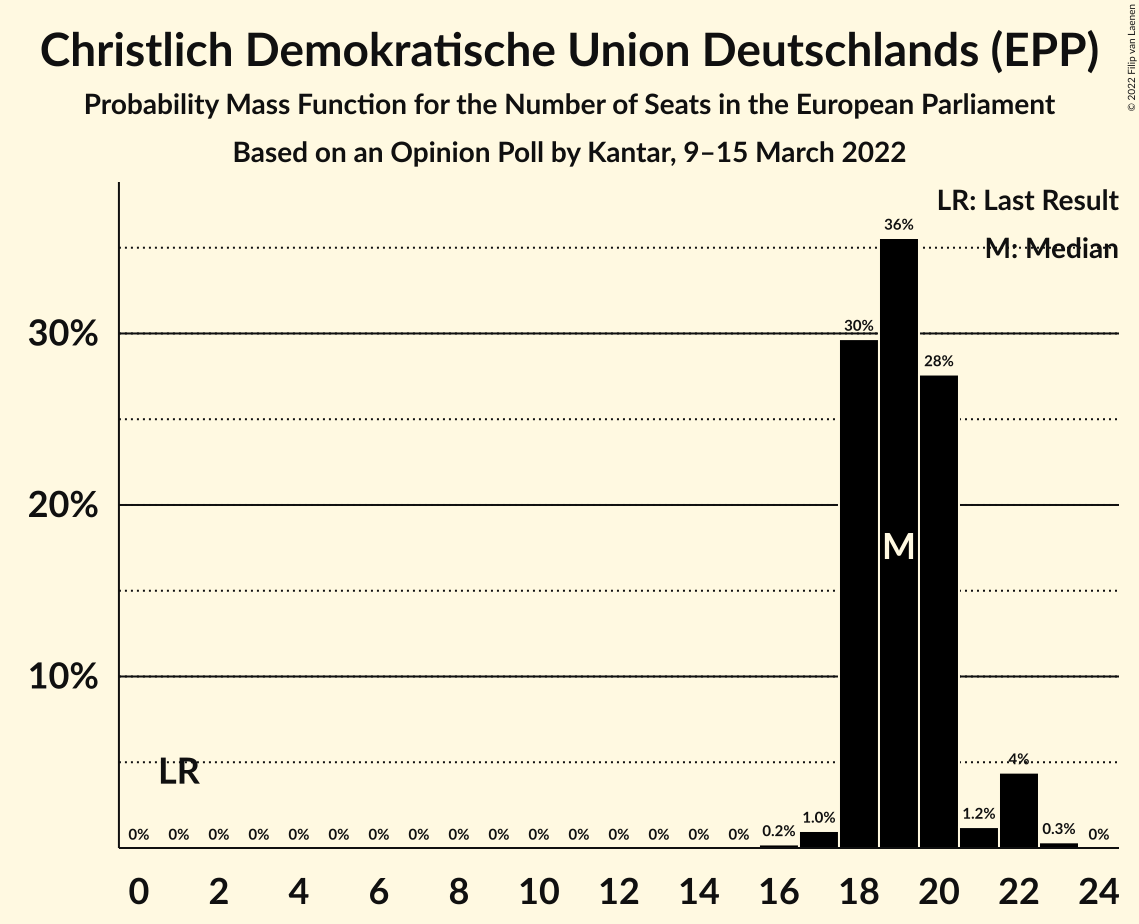 Christlich Demokratische Union Deutschlands (EPP)
Probability Mass Function for the Number of Seats in the European Parliament
Based on an Opinion Poll by Kantar, 9–15 March 2022
© 2022 Filip van Laenen
LR: Last Result
M: Median
36%
30%
30%
28%
20%
M
10%
LR
4%
0% 0% 0% 0% 0% 0% 0% 0% 0% 0% 0% 0% 0% 0% 0% 0% 0.2% 1.0% 1.2% 0.3% 0%
0 2 4 6 8 10 12 14 16 18 20 22 24